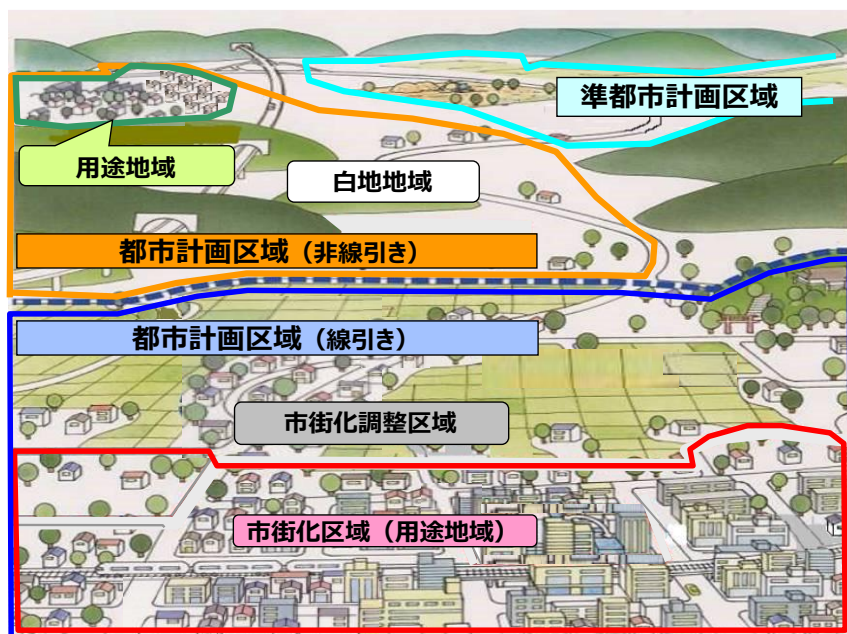 準都市計画区域
用途地域
白地地域
都市計画区域（非線引き）
都市計画区域（線引き）
市街化調整区域
市街化区域（用途地域）